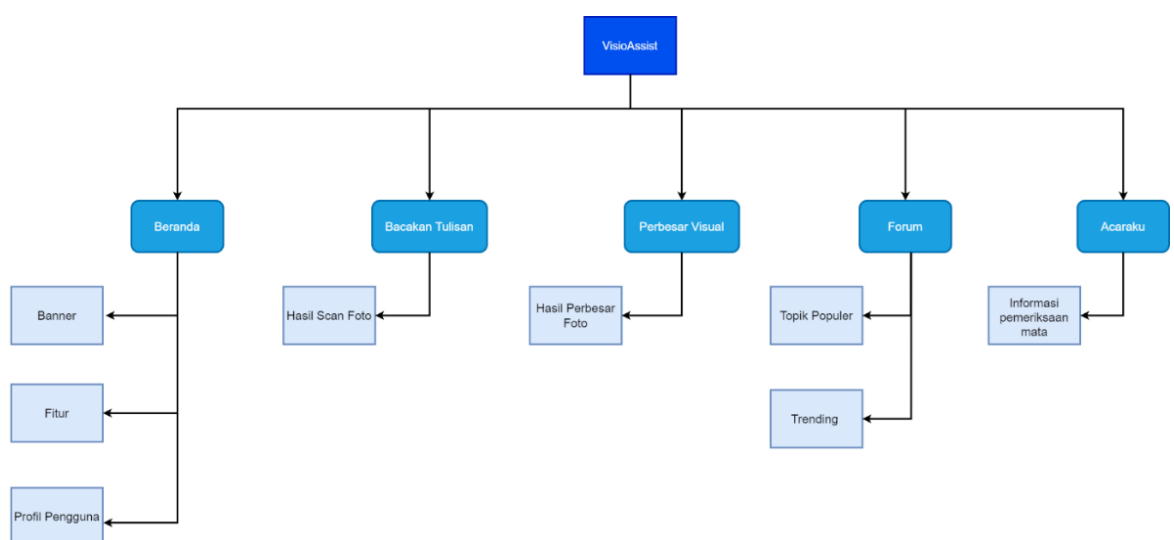 VisioAssist
Beranda
Bacakan Tulisan
Perbesar Visual
Forum
Acaraku
Banner
Hasil Scan Foto
Hasil Perbesar
Foto
Topik Populer
Informasi
pemeriksaan
mata
Fitur
Trending
Profil Pengguna